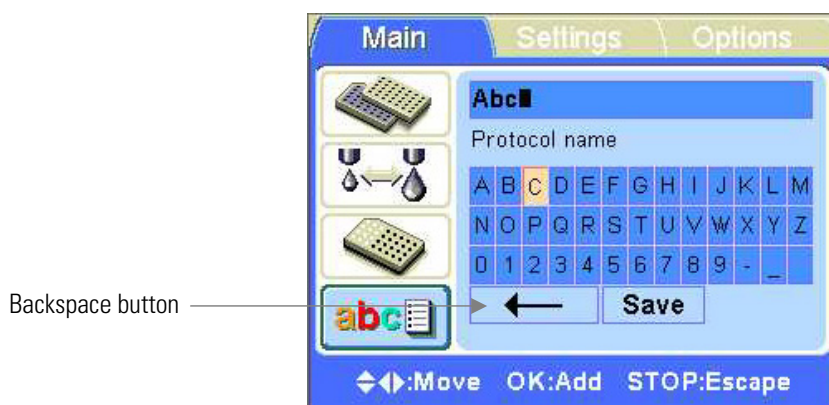 Main Settings Options
Abc
Protocol name
A B C D E F G H I J K L M
N O P Q R S T U V W X Y Z
0 1 2 3 4 5 6 7 8 9 - _
Backspace button
abc
← Save
:Move OK:Add STOP:Escape